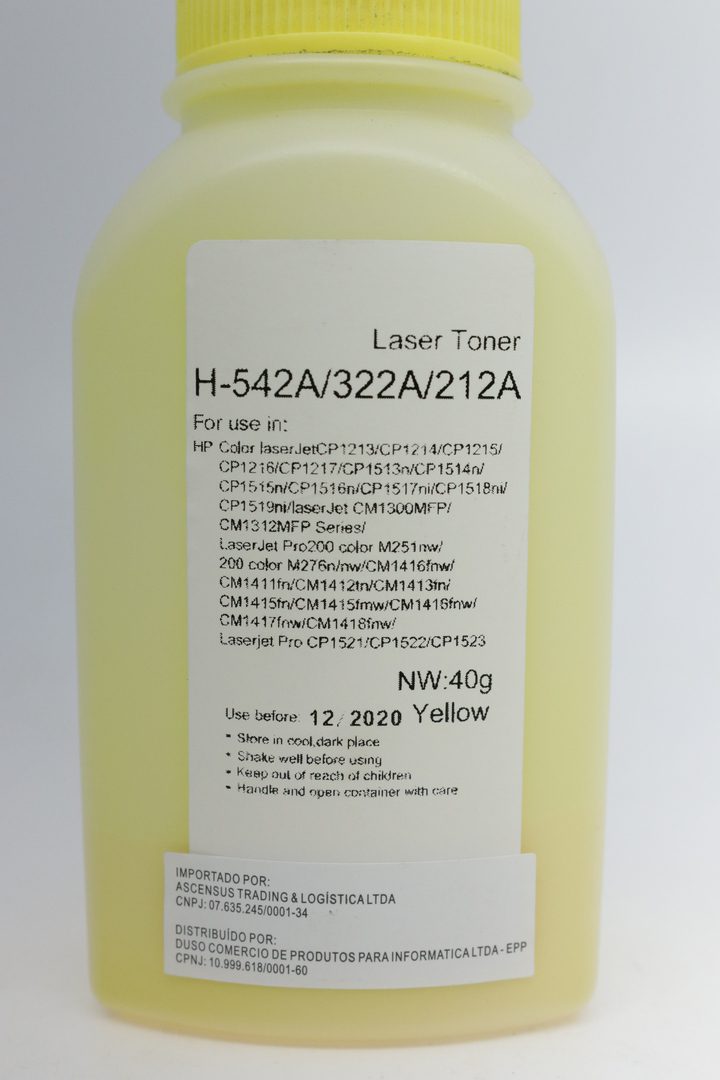 Laser Toner
H-542A/322A/212A
For use in:
HP Color laserJetCP1213/CP1214/CP1215/
CP1216/CP1217/CP1513n/CP1514n/
CP1515n/CP1516n/CP1517ni/CP1518ni/
CP1519ni/laserJet CM1300MFP/
CM1312MFP Series/
LaserJet Pro200 color M251nw/
200 color M276n/nw/CM1416fnw/
CM1411fn/CM1412tn/CM1413fn/
CM1415fn/CM1415fmw/CM1416fnw/
CM1417fnw/CM1418fnw/
Laserjet Pro CP1521/CP1522/CP1523
NW:40g
Use before: 12/2020 Yellow
* Store in cool,dark place
* Shake well before using
* Keep out of reach of children
* Handle and open container with care
IMPORTADO POR:
ASCENSUS TRADING & LOGÍSTICA LTDA
CNPJ: 07.635.245/0001-34
DISTRIBUÍDO POR:
DUSO COMERCIO DE PRODUTOS PARA INFORMATICA LTDA - EPP
CPNJ: 10.999.618/0001-60